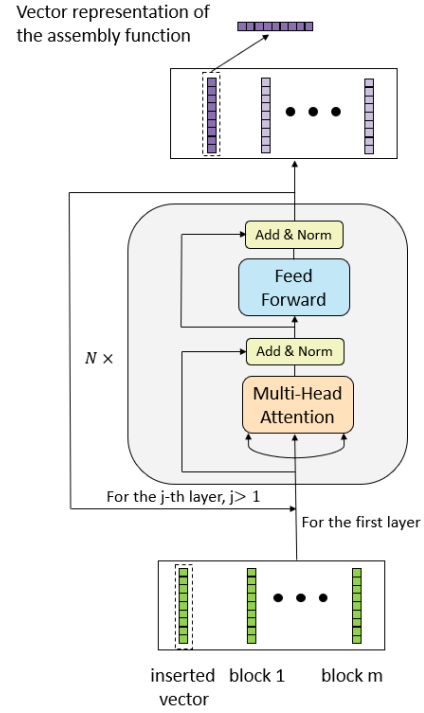 Vector representation of
the assembly function
Add & Norm
Feed
Forward
N ×
Add & Norm
Multi-Head
Attention
For the j-th layer, j> 1
For the first layer
inserted
vector
block 1
block m